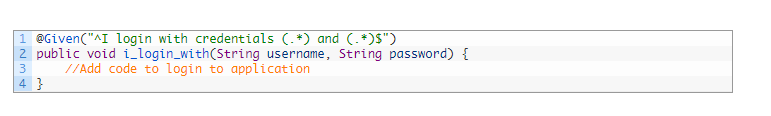 1 @Given("^I login with credentials (.*) and (.*)$")
2 public void i_login_with(String username, String password) {
3     //Add code to login to application
4 }